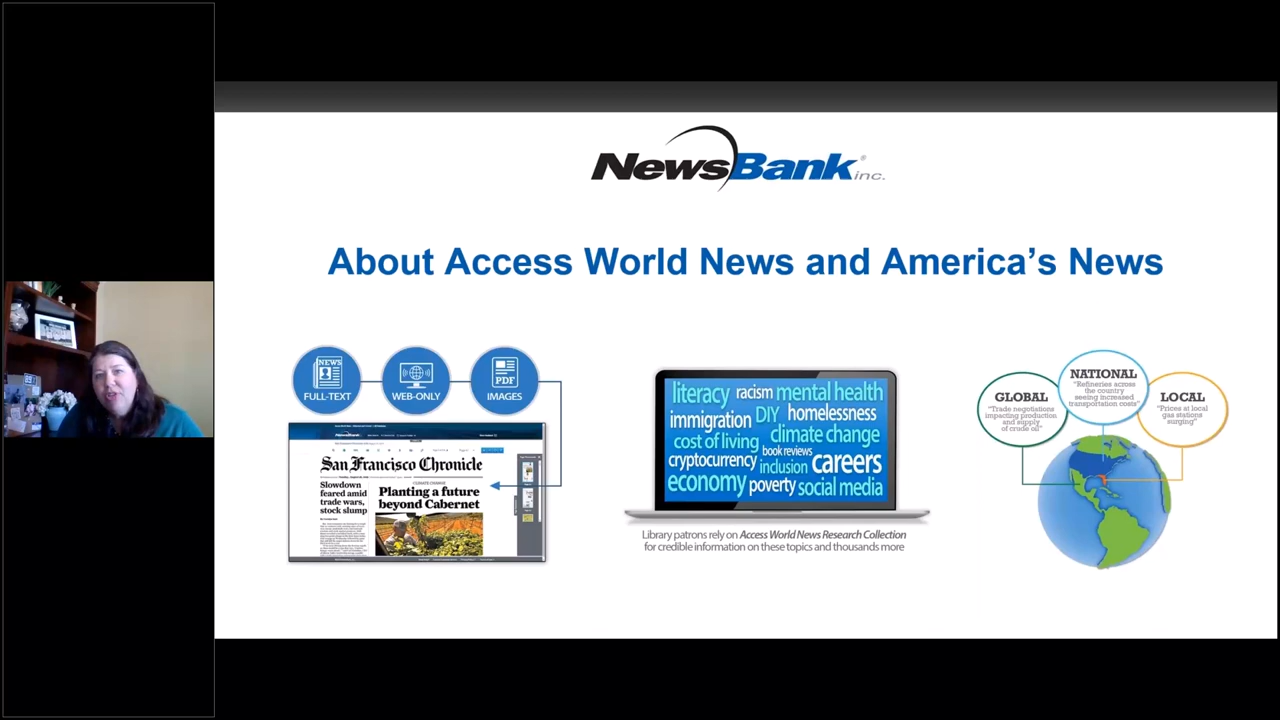 NewsBank®
inc.
About Access World News and America's News
NEWS
FULL-TEXT
WEB-ONLY
PDF
IMAGES
NewsBank
San Francisco Chronicle
Slowdown
feared amid
trade wars,
stock slump
CLIMATE CHANGE
Planting a future
beyond Cabernet
literacy racism mental health
immigration DIY homelessness
cost of living climate change
book reviews
cryptocurrency inclusion careers
economy poverty social media
Library patrons rely on Access World News Research Collection
for credible information on these topics and thousands more
GLOBAL
"Trade negotiations
impacting production
and supply
of crude oil"
NATIONAL
"Refineries across
the country
seeing increased
transportation costs"
LOCAL
"Prices at local
gas stations
surging"